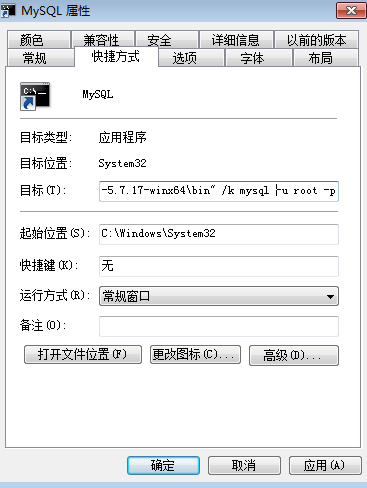 MySQL 属性
颜色 兼容性 安全 详细信息 以前的版本
常规 快捷方式 选项 字体 布局
C:\
MySQL
目标类型: 应用程序
目标位置: System32
目标(T): -5.7.17-winx64\bin" /k mysql -u root -p
起始位置(S): C:\Windows\System32
快捷键(K): 无
运行方式(R): 常规窗口
备注(O):
打开文件位置(F) 更改图标(C)... 高级(D)...
确定 取消 应用(A)